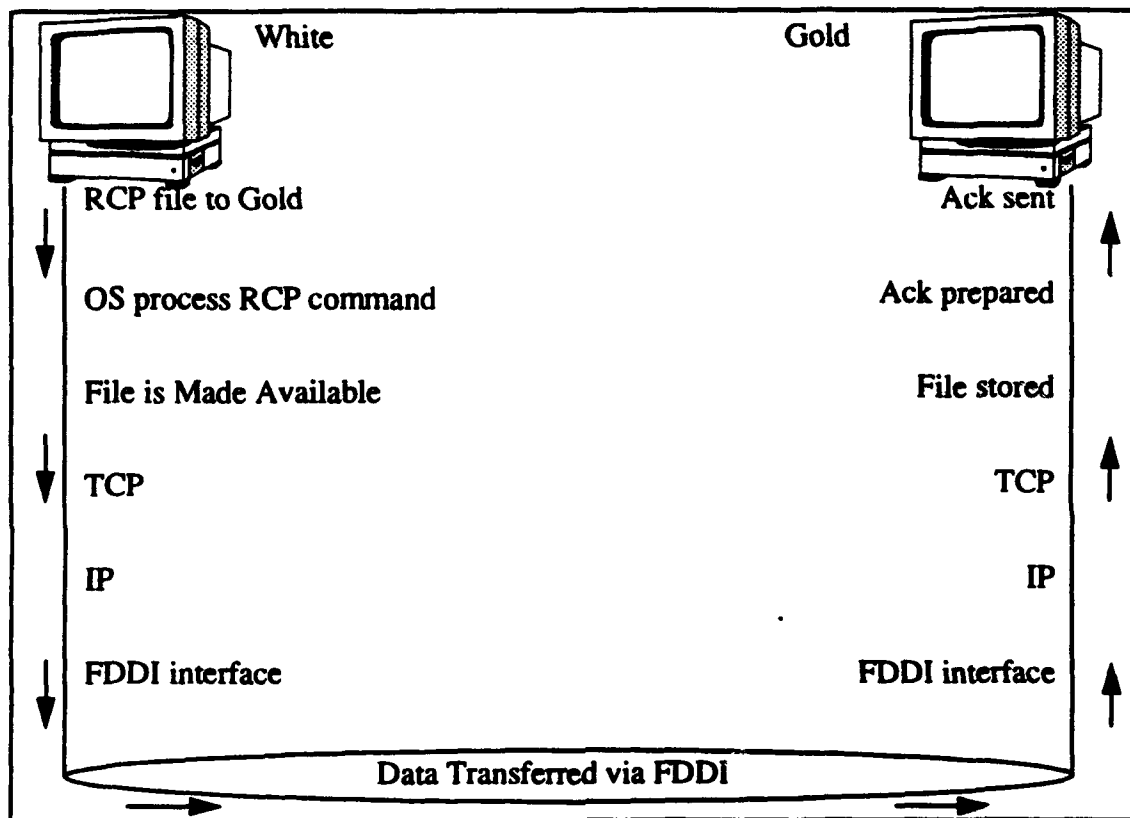 White
Gold
RCP file to Gold
Ack sent
OS process RCP command
Ack prepared
File is Made Available
File stored
TCP
TCP
IP
IP
FDDI interface
FDDI interface
Data Transferred via FDDI